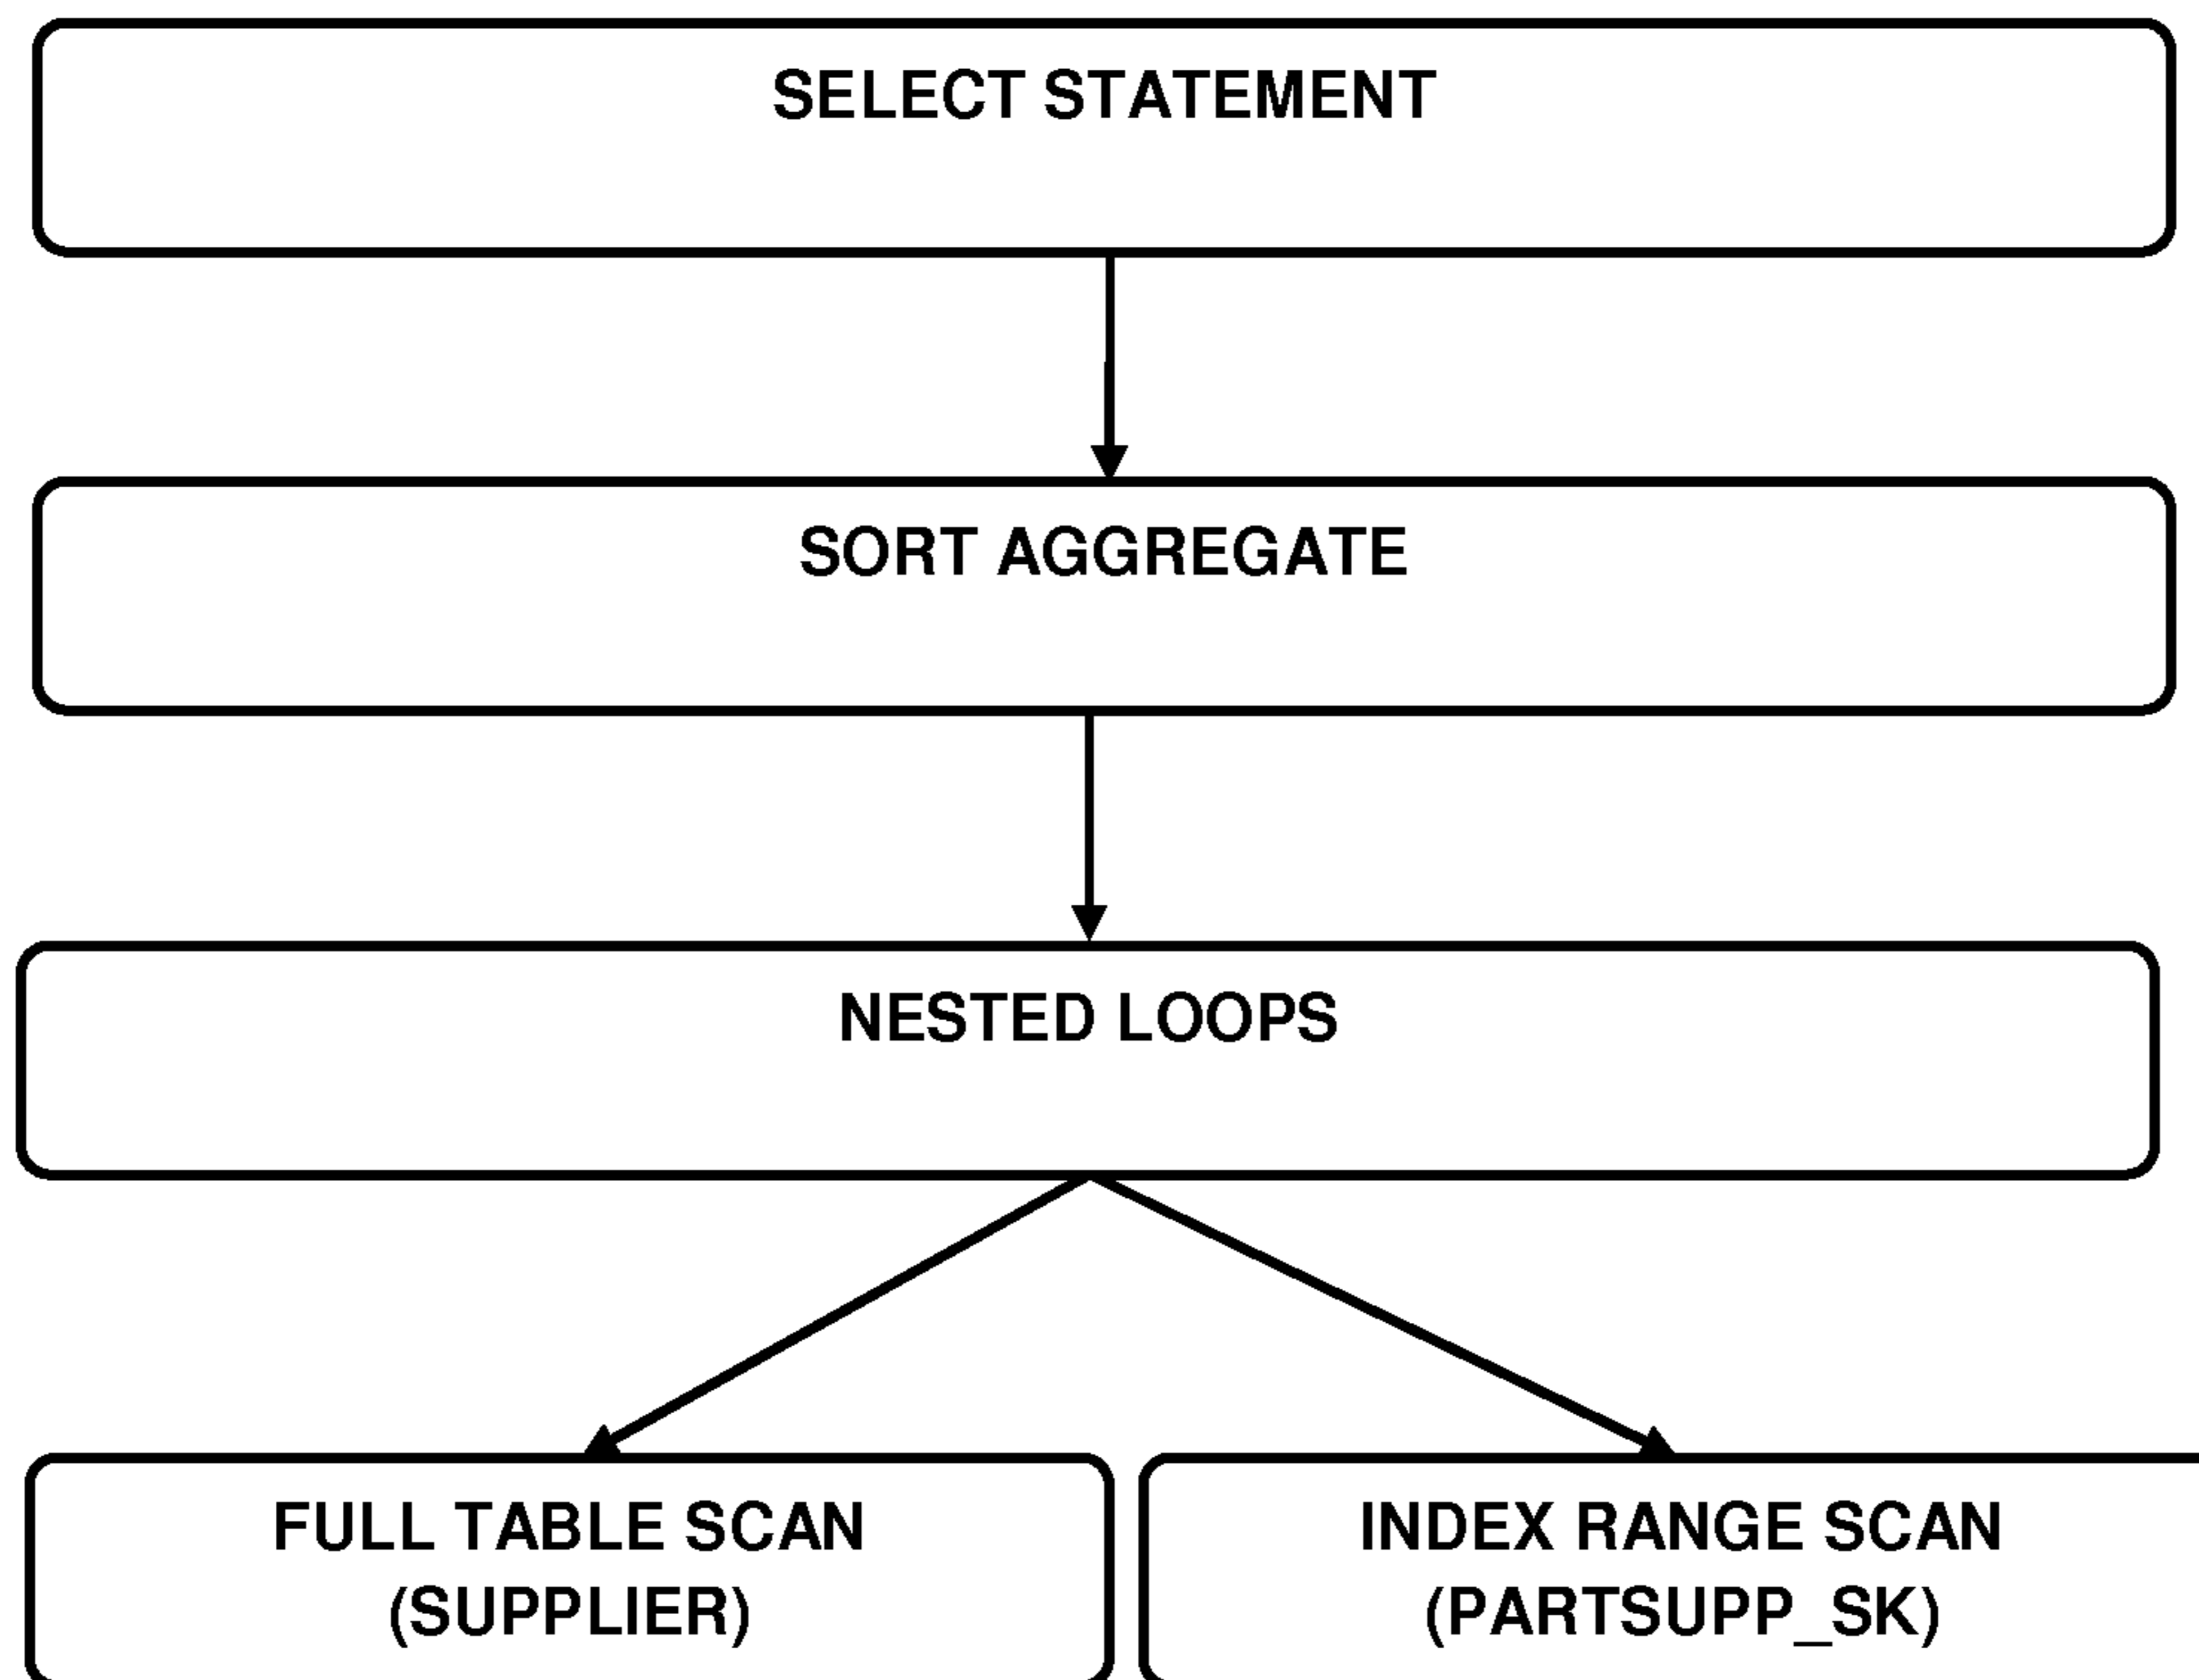 SELECT STATEMENT
SORT AGGREGATE
NESTED LOOPS
FULL TABLE SCAN
(SUPPLIER)
INDEX RANGE SCAN
(PARTSUPP_SK)